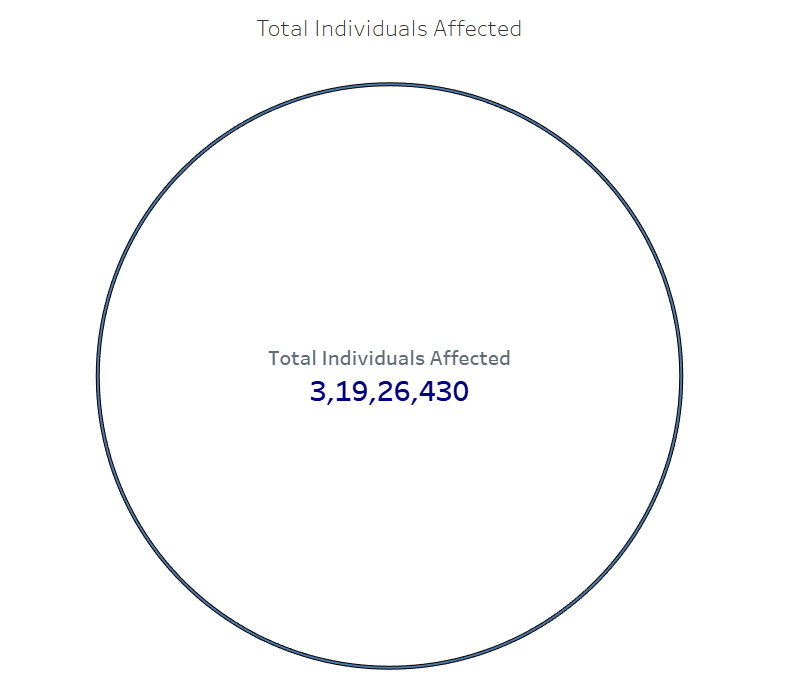 Total Individuals Affected
Total Individuals Affected
3,19,26,430